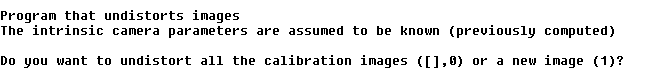 Program that undistorts images
The intrinsic camera parameters are assumed to be known (previously computed)
Do you want to undistort all the calibration images ([],0) or a new image (1)?